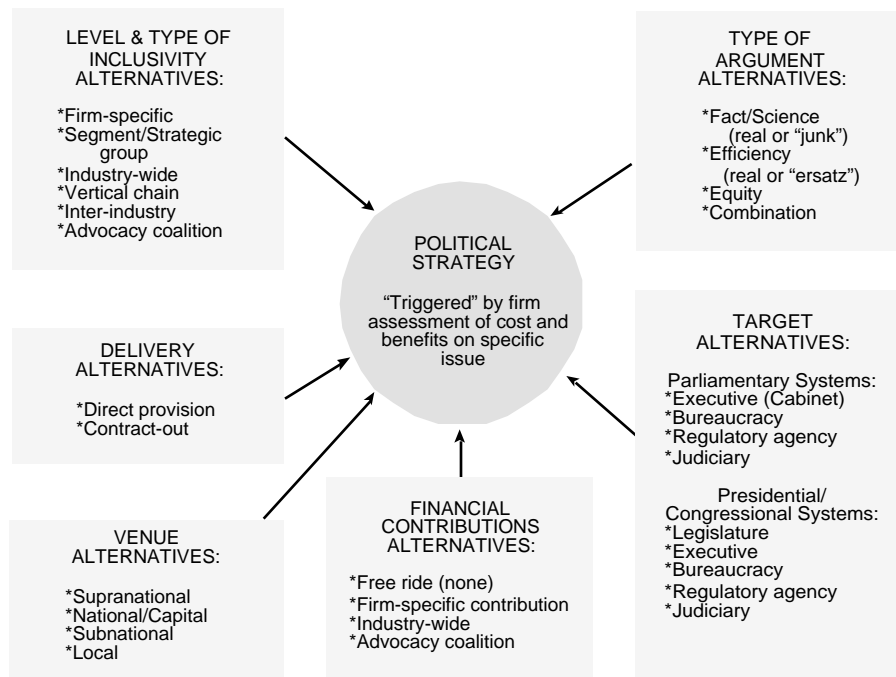 LEVEL & TYPE OF
INCLUSIVITY
ALTERNATIVES:
*Firm-specific
*Segment/Strategic
group
*Industry-wide
*Vertical chain
*Inter-industry
*Advocacy coalition
TYPE OF
ARGUMENT
ALTERNATIVES:
*Fact/Science
(real or “junk”)
*Efficiency
(real or “ersatz”)
*Equity
*Combination
POLITICAL
STRATEGY
“Triggered” by firm
assessment of cost and
benefits on specific
issue
DELIVERY
ALTERNATIVES:
*Direct provision
*Contract-out
TARGET
ALTERNATIVES:
Parliamentary Systems:
*Executive (Cabinet)
*Bureaucracy
*Regulatory agency
*Judiciary
Presidential/
Congressional Systems:
*Legislature
*Executive
*Bureaucracy
*Regulatory agency
*Judiciary
VENUE
ALTERNATIVES:
*Supranational
*National/Capital
*Subnational
*Local
FINANCIAL
CONTRIBUTIONS
ALTERNATIVES:
*Free ride (none)
*Firm-specific contribution
*Industry-wide
*Advocacy coalition